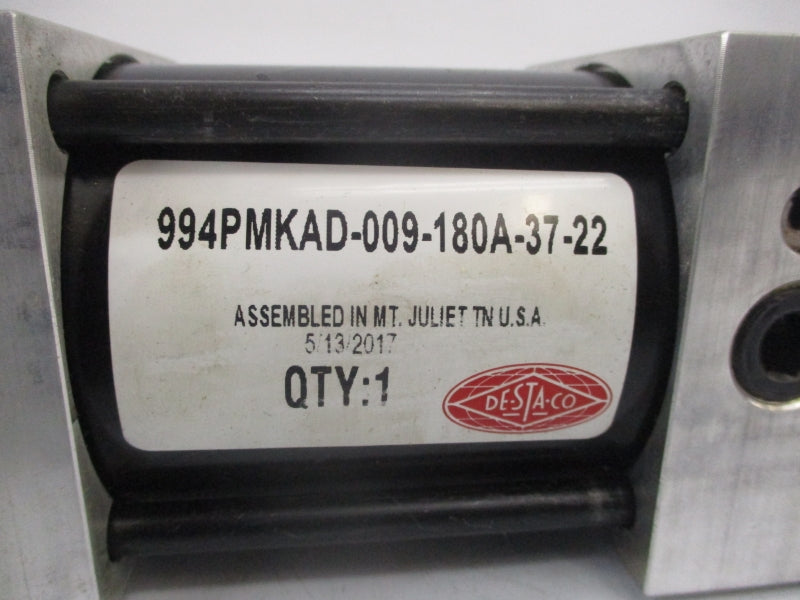 994PMKAD-009-180A-37-22
ASSEMBLED IN MT. JULIET TN U.S.A.
5/13/2017
QTY:1
DE-STA-CO